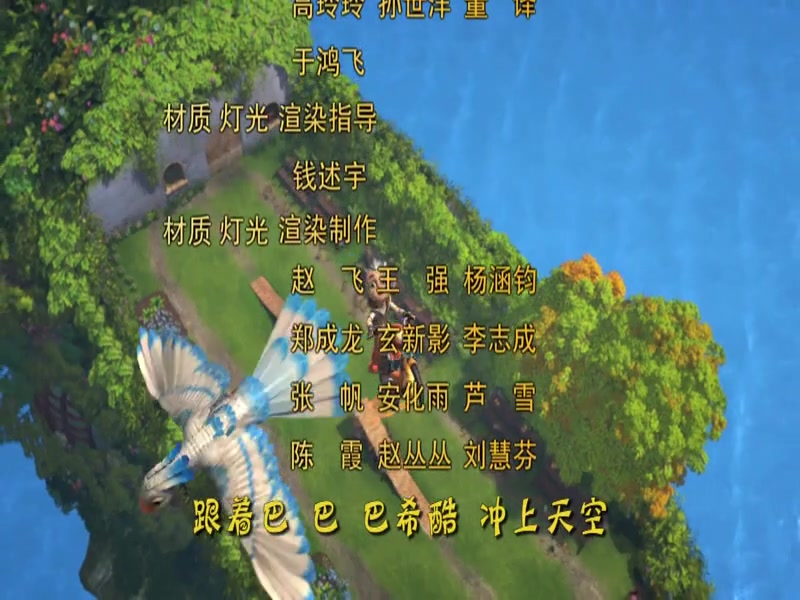 高玲玲 孙世洋 董 译
于鸿飞
材质 灯光 渲染指导
钱述宇
材质 灯光 渲染制作
赵 飞 王 强 杨涵钧
郑成龙 玄新影 李志成
张 帆 安化雨 芦 雪
陈 霞 赵丛丛 刘慧芬
跟着巴 巴 巴希酷 冲上天空